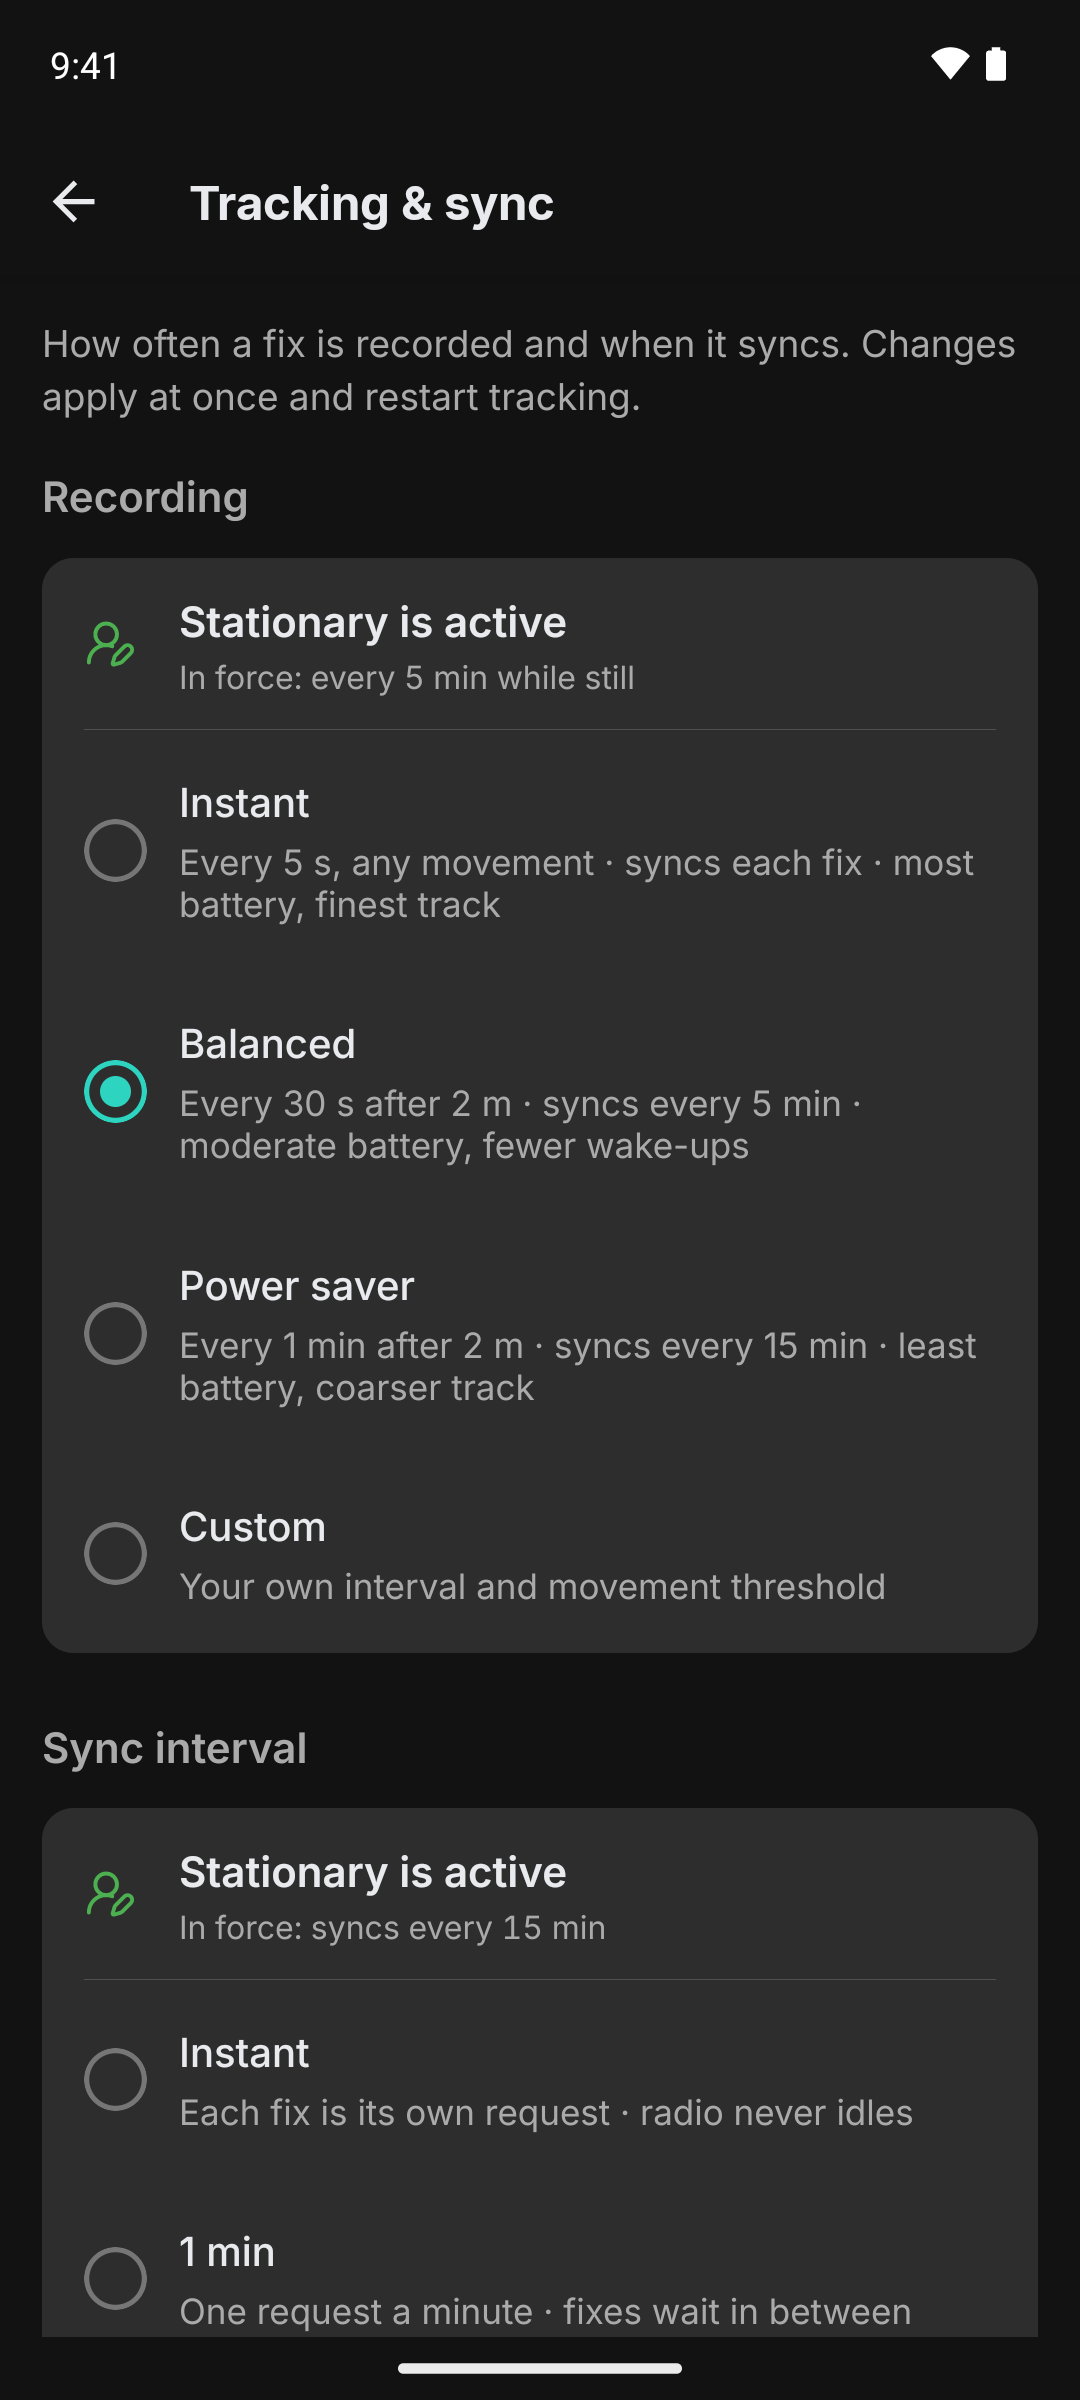 9:41
Tracking & sync
How often a fix is recorded and when it syncs. Changes
apply at once and restart tracking.
Recording
Stationary is active
In force: every 5 min while still
Instant
Every 5 s, any movement · syncs each fix · most
battery, finest track
Balanced
Every 30 s after 2 m · syncs every 5 min ·
moderate battery, fewer wake-ups
Power saver
Every 1 min after 2 m · syncs every 15 min · least
battery, coarser track
Custom
Your own interval and movement threshold
Sync interval
Stationary is active
In force: syncs every 15 min
Instant
Each fix is its own request · radio never idles
1 min
One request a minute · fixes wait in between